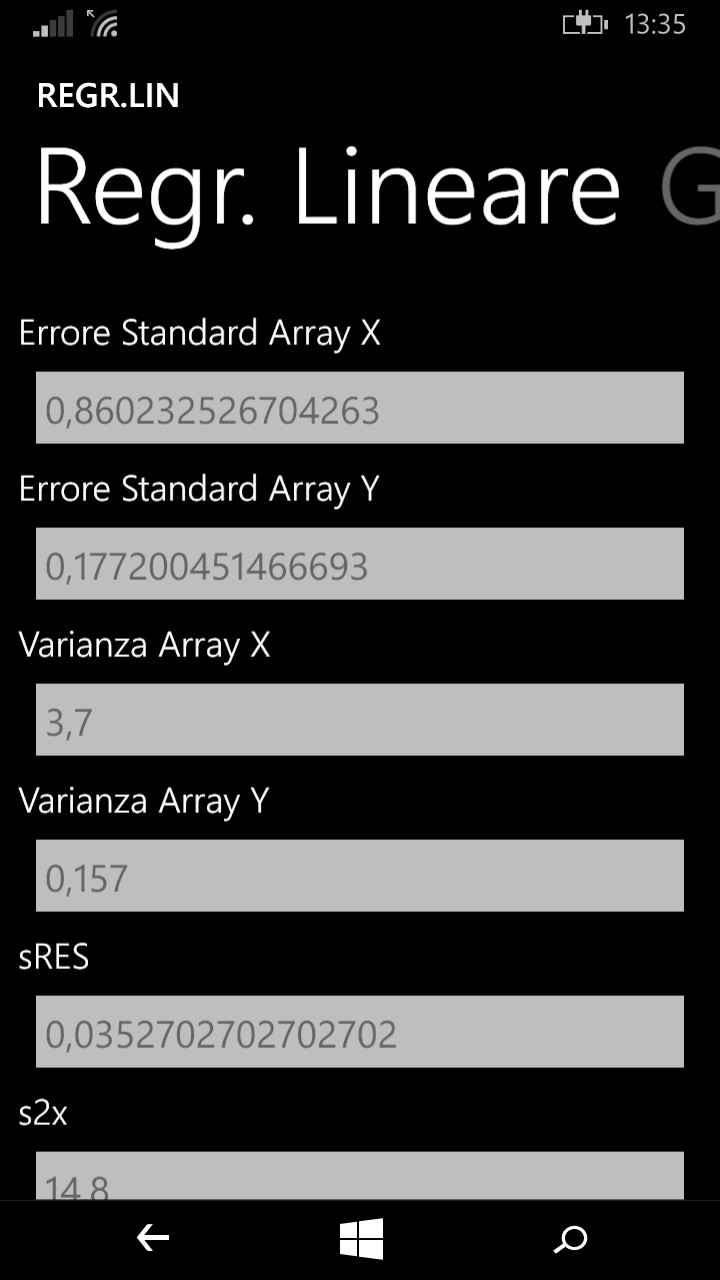 13:35
REGR.LIN
Regr. Lineare G
Errore Standard Array X
0,860232526704263
Errore Standard Array Y
0,177200451466693
Varianza Array X
3,7
Varianza Array Y
0,157
sRES
0,0352702702702702
s2x
14,8